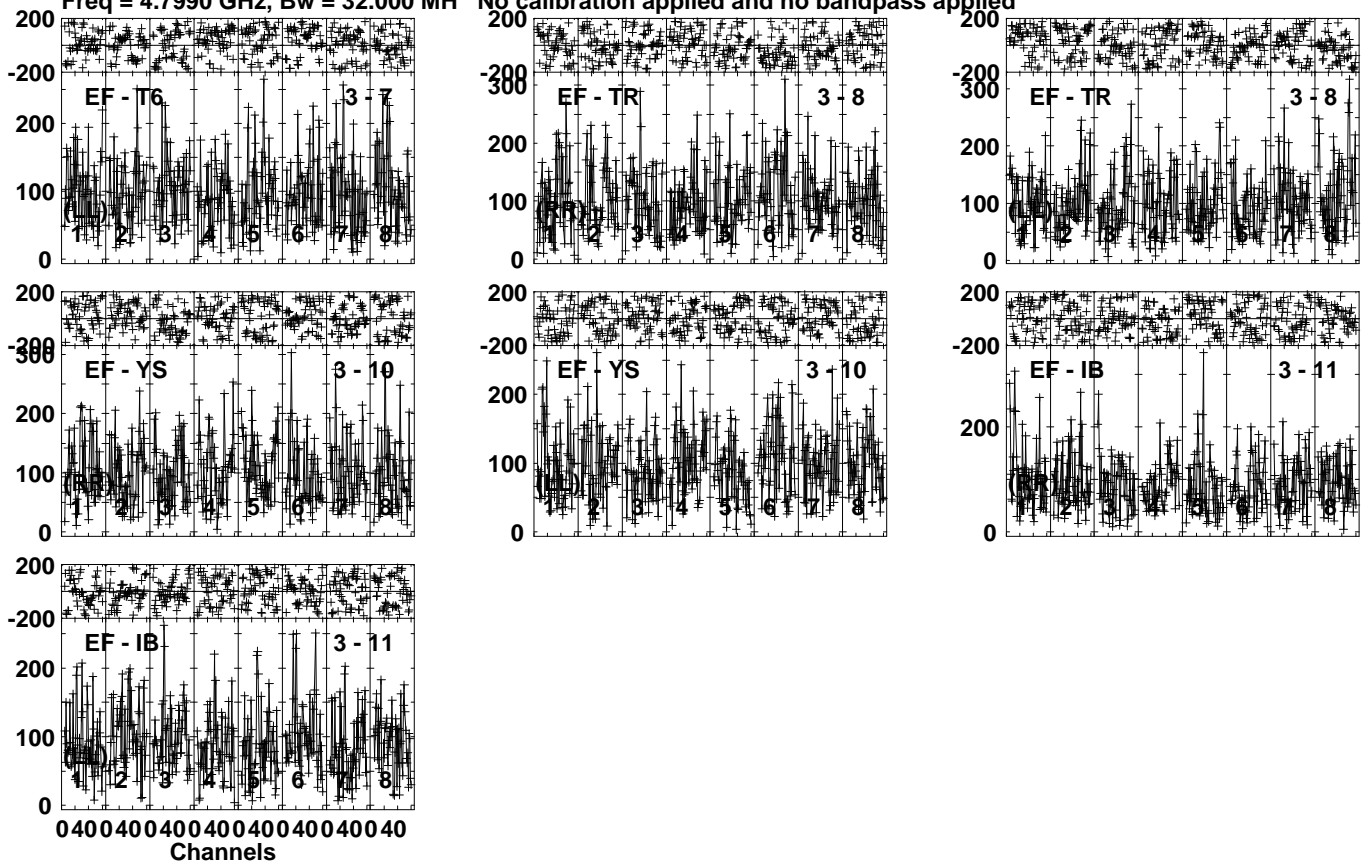 Freq = 4.7990 GHz, Bw = 32.000 MH No calibration applied and no bandpass applied
200
-200
EF - T6 3 - 7
200
100
0
(LL)
1 2 3 4 5 6 7 8
200
-200
300
EF - TR 3 - 8
200
100
0
(RR)
1 2 3 4 5 6 7 8
200
-200
300
EF - TR 3 - 8
200
100
0
(LL)
1 2 3 4 5 6 7 8
200
-200
300
EF - YS 3 - 10
200
100
0
(RR)
1 2 3 4 5 6 7 8
200
-200
EF - YS 3 - 10
200
100
0
(LL)
1 2 3 4 5 6 7 8
200
-200
EF - IB 3 - 11
200
0
(RR)
1 2 3 4 5 6 7 8
200
-200
EF - IB 3 - 11
200
100
0
(LL)
1 2 3 4 5 6 7 8
0 40 0 40 0 40 0 40 0 40 0 40 0 40 0 40
Channels